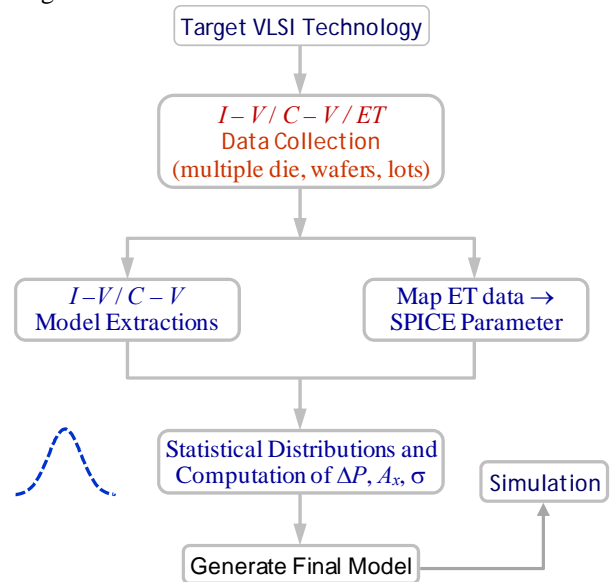 Target VLSI Technology
I – V / C – V / ET
Data Collection
(multiple die, wafers, lots)
I –V / C – V
Model Extractions
Map ET data →
SPICE Parameter
Statistical Distributions and
Computation of ΔP, Aₓ, σ
Simulation
Generate Final Model